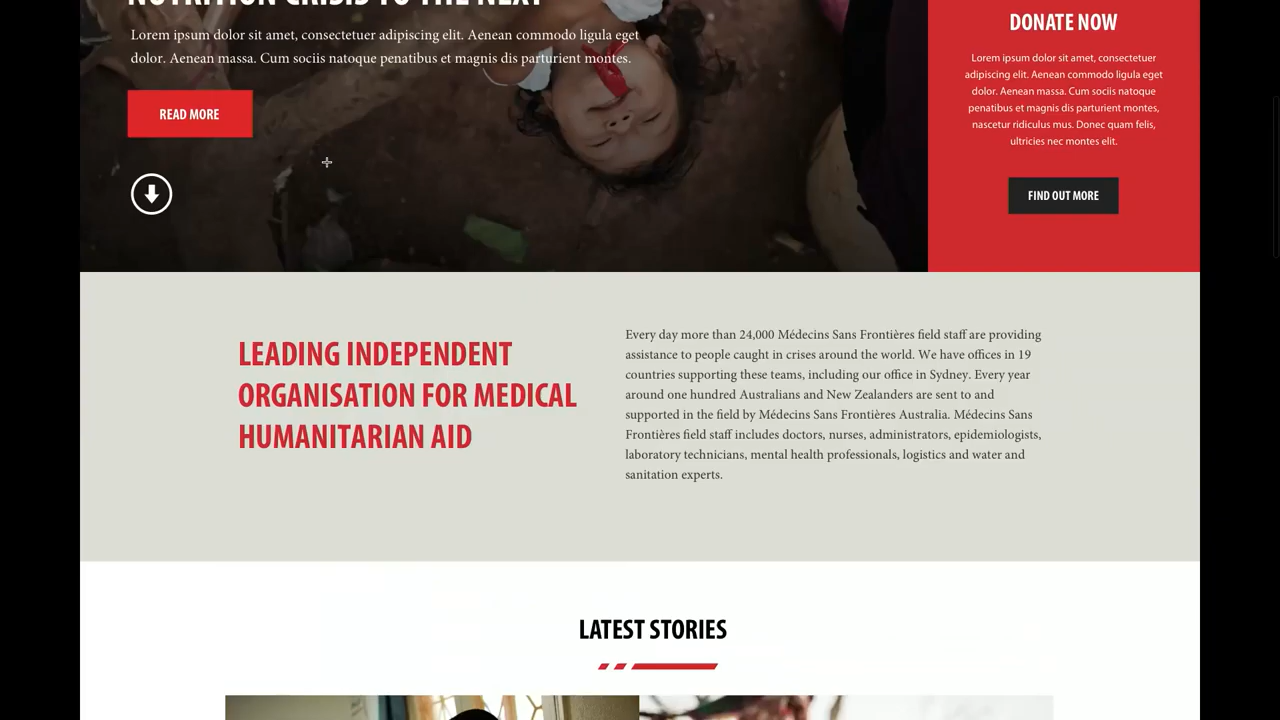 NUTRITION CRISIS TO THE NEXT
Lorem ipsum dolor sit amet, consectetuer adipiscing elit. Aenean commodo ligula eget
dolor. Aenean massa. Cum sociis natoque penatibus et magnis dis parturient montes.
READ MORE
DONATE NOW
Lorem ipsum dolor sit amet, consectetuer
adipiscing elit. Aenean commodo ligula eget
dolor. Aenean massa. Cum sociis natoque
penatibus et magnis dis parturient montes,
nascetur ridiculus mus. Donec quam felis,
ultricies nec montes elit.
FIND OUT MORE
LEADING INDEPENDENT
ORGANISATION FOR MEDICAL
HUMANITARIAN AID
Every day more than 24,000 Médecins Sans Frontières field staff are providing
assistance to people caught in crises around the world. We have offices in 19
countries supporting these teams, including our office in Sydney. Every year
around one hundred Australians and New Zealanders are sent to and
supported in the field by Médecins Sans Frontières Australia. Médecins Sans
Frontières field staff includes doctors, nurses, administrators, epidemiologists,
laboratory technicians, mental health professionals, logistics and water and
sanitation experts.
LATEST STORIES